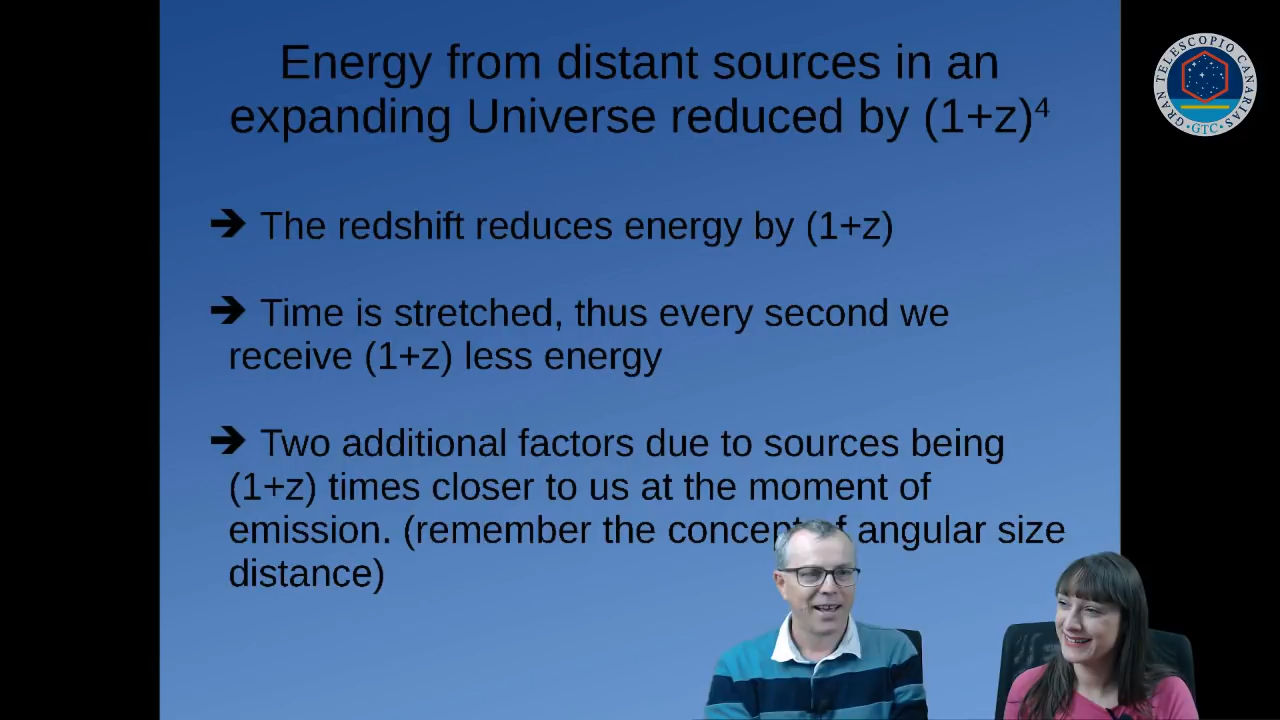 Energy from distant sources in an
expanding Universe reduced by (1+z)⁴
➔ The redshift reduces energy by (1+z)
➔ Time is stretched, thus every second we
receive (1+z) less energy
➔ Two additional factors due to sources being
(1+z) times closer to us at the moment of
emission. (remember the concept of angular size
distance)
GRAN TELESCOPIO CANARIAS
·GTC·